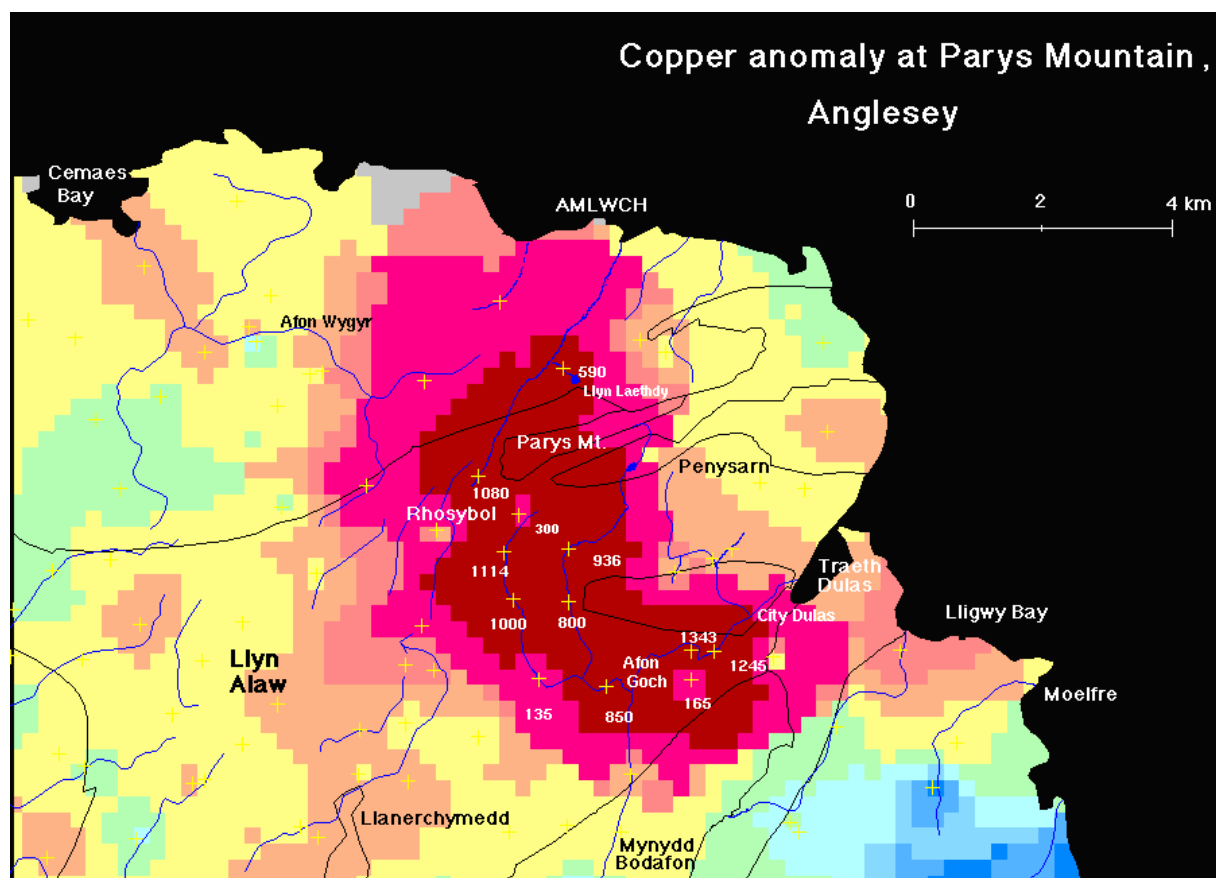 Copper anomaly at Parys Mountain ,
Anglesey
Cemaes
Bay
AMLWCH
0 2 4 km
Afon Wygyr
590
Llyn Laethdy
Parys Mt.
Penysarn
1080
Rhosybol
300
936
1114
Traeth
Dulas
1000
800
City Dulas
Lligwy Bay
1343
Llyn
Alaw
Afon
Goch
1245
Moelfre
165
135
850
Llanerchymedd
Mynydd
Bodafon